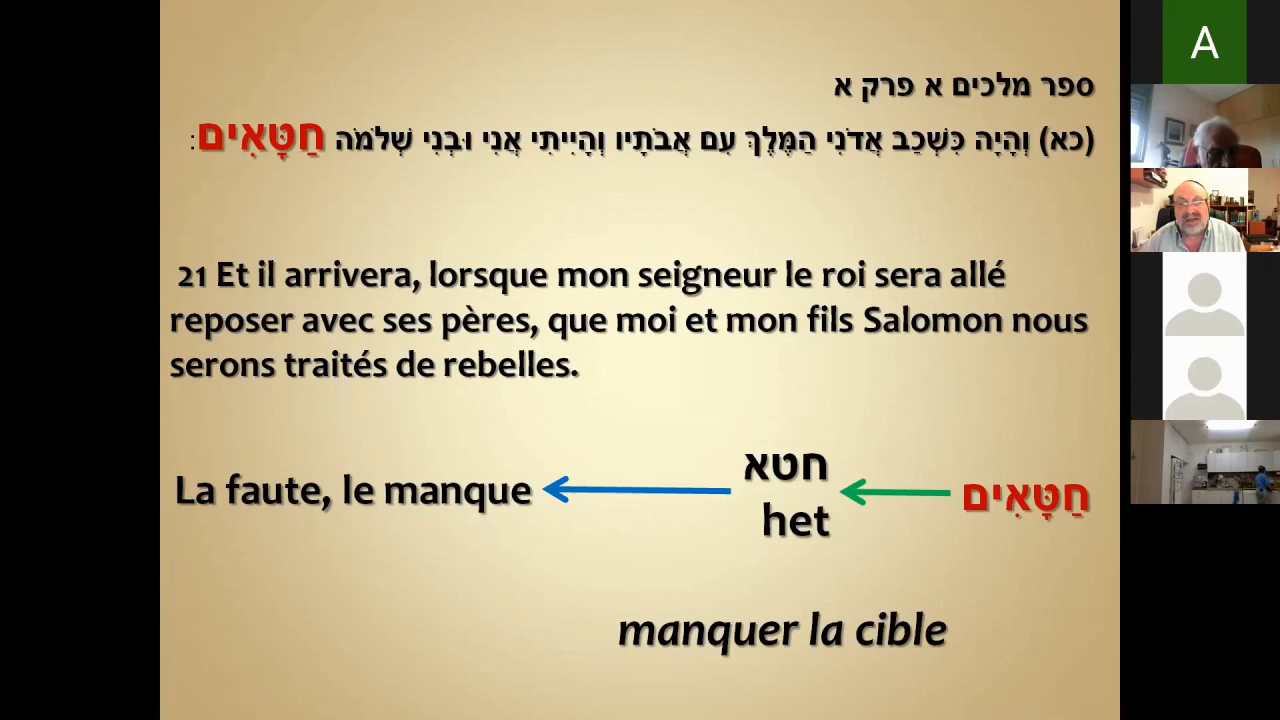 ספר מלכים א פרק א
(כא) וְהָיָה כִּשְׁכַב אֲדֹנִי הַמֶּלֶךְ עִם אֲבֹתָיו וְהָיִיתִי אֲנִי וּבְנִי שְׁלֹמֹה חַטָּאִים:
21 Et il arrivera, lorsque mon seigneur le roi sera allé
reposer avec ses pères, que moi et mon fils Salomon nous
serons traités de rebelles.
חַטָּאִים
חטא
het
La faute, le manque
manquer la cible
A